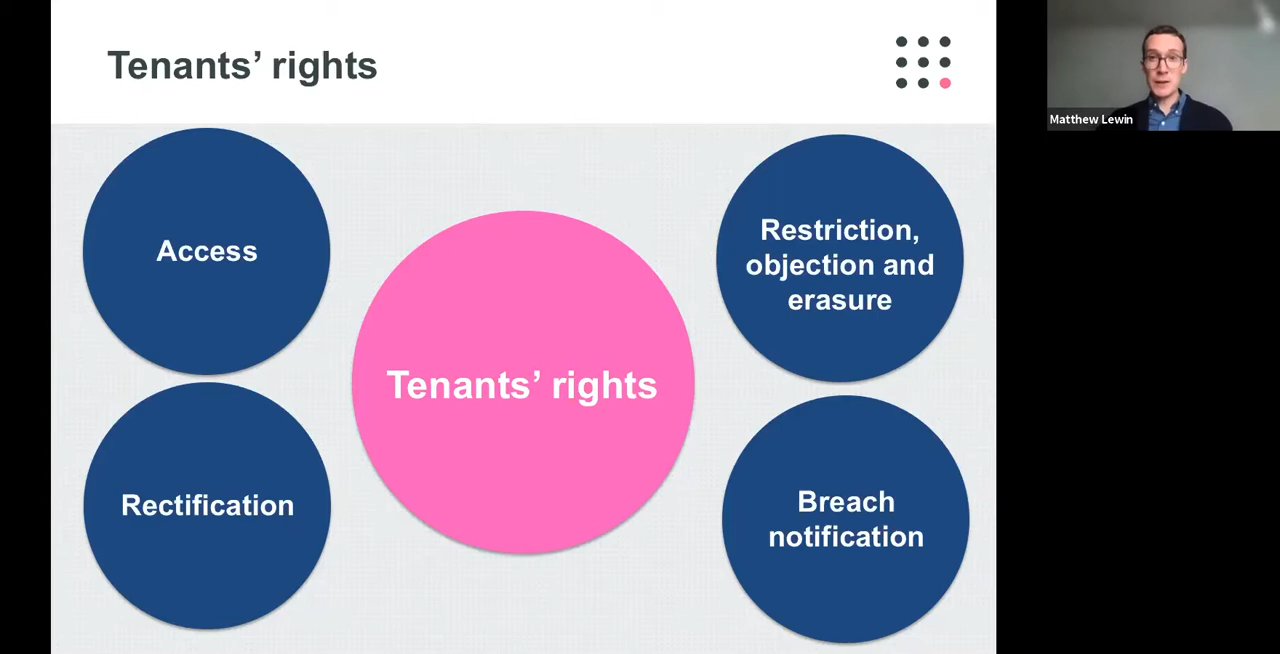 Tenants’ rights
Access
Rectification
Tenants’ rights
Restriction,
objection and
erasure
Breach
notification
Matthew Lewin